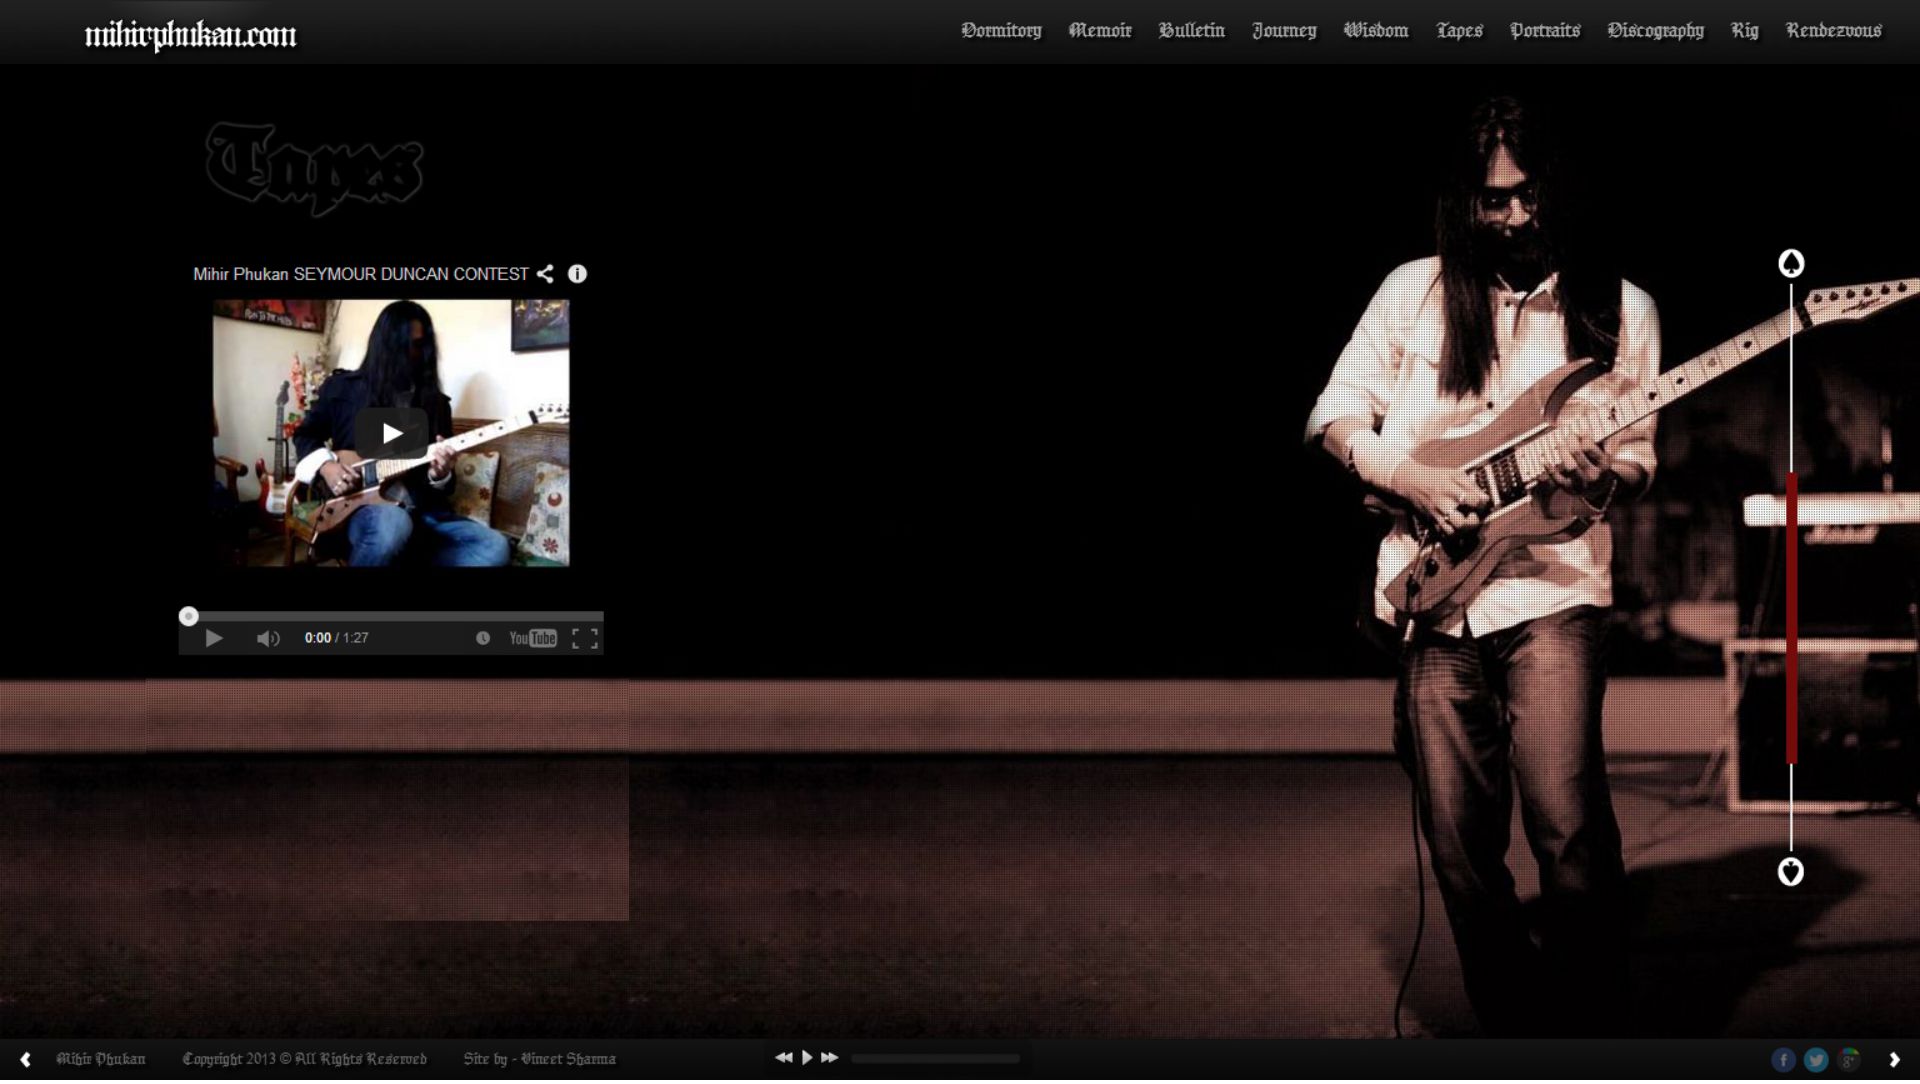 mihirphukan.com
Dormitory Memoir Bulletin Journey Wisdom Tapes Portraits Discography Rig Rendezvous
Tapes
Mihir Phukan SEYMOUR DUNCAN CONTEST
0:00 / 1:27
YouTube
Mihir Phukan Copyright 2013 © All Rights Reserved Site by - Vineet Sharma